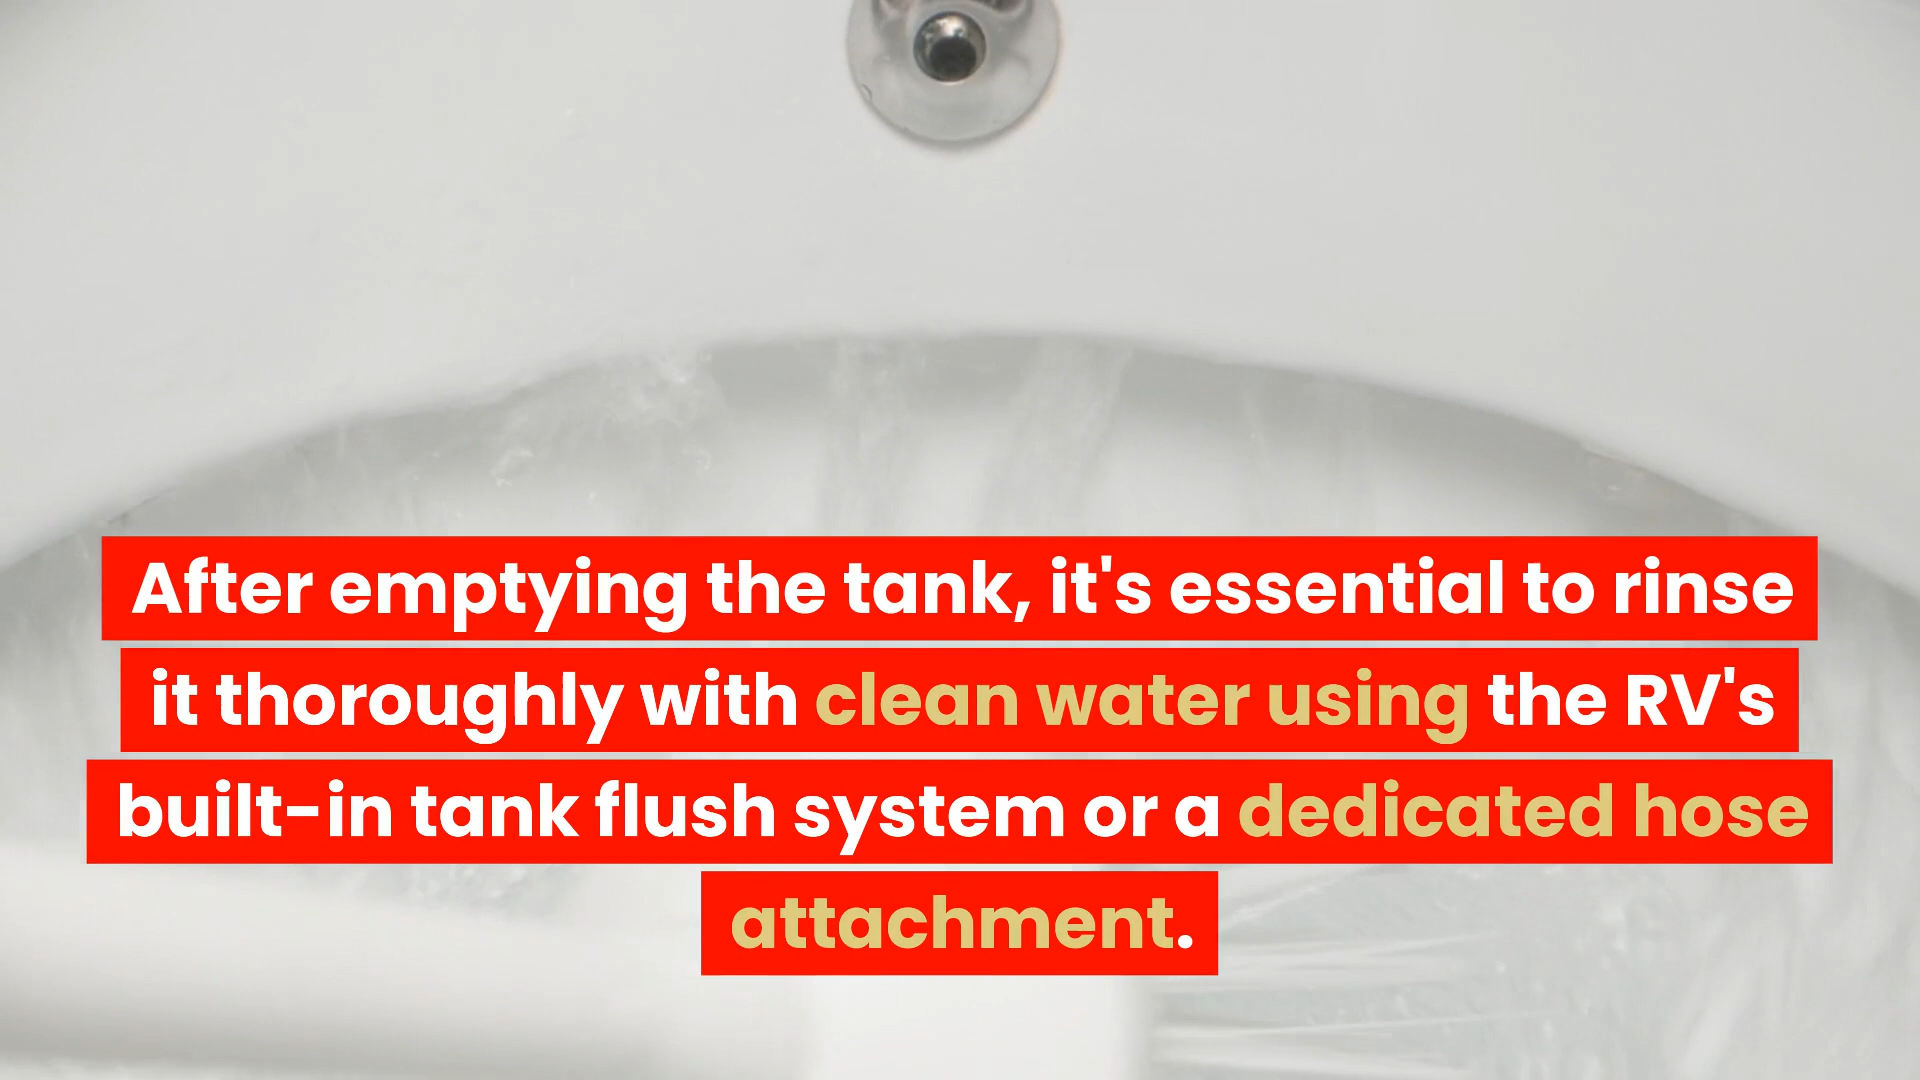 After emptying the tank, it's essential to rinse
it thoroughly with clean water using the RV's
built-in tank flush system or a dedicated hose
attachment.